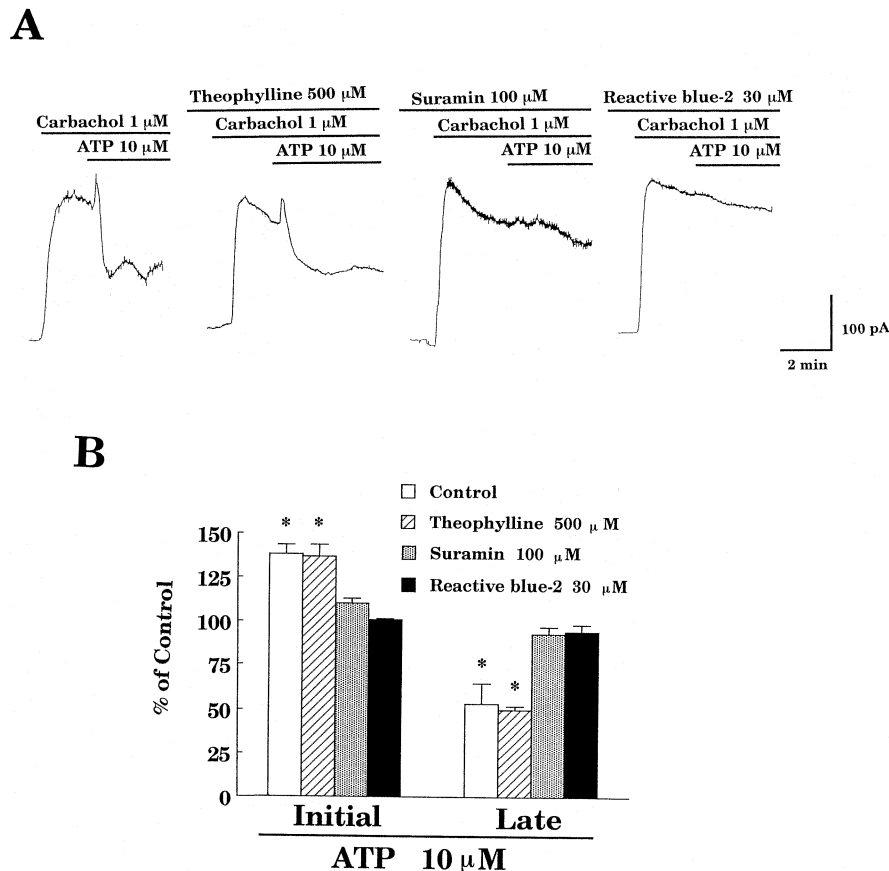 A
Theophylline 500 μM
Suramin 100 μM
Reactive blue-2 30 μM
Carbachol 1 μM
Carbachol 1 μM
Carbachol 1 μM
Carbachol 1 μM
ATP 10 μM
ATP 10 μM
ATP 10 μM
ATP 10 μM
100 pA
2 min
B
Control
Theophylline 500 μM
Suramin 100 μM
Reactive blue-2 30 μM
% of Control
150
125
100
75
50
25
0
* *
* *
Initial
Late
ATP 10 μM